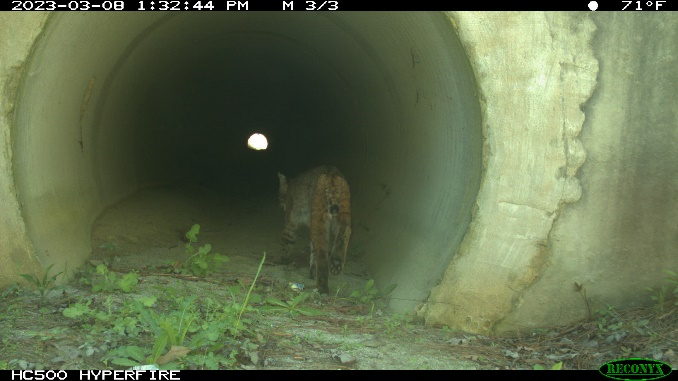 2023-03-08 1:32:44 PM M 3/3 71°F
HC500 HYPERFIRE RECONYX